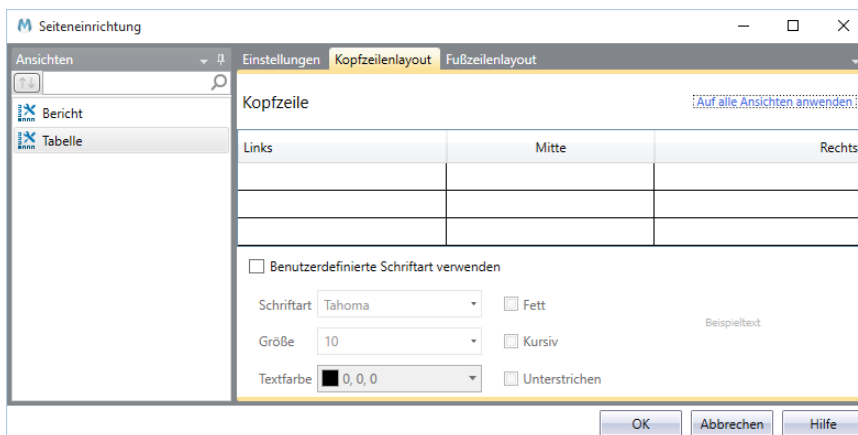 Seiteneinrichtung
Ansichten
Einstellungen Kopfzeilenlayout Fußzeilenlayout
Bericht
Tabelle
Kopfzeile
Auf alle Ansichten anwenden
Links Mitte Rechts
Benutzerdefinierte Schriftart verwenden
Schriftart Tahoma Fett
Beispieltext
Größe 10 Kursiv
Textfarbe 0, 0, 0 Unterstrichen
OK Abbrechen Hilfe